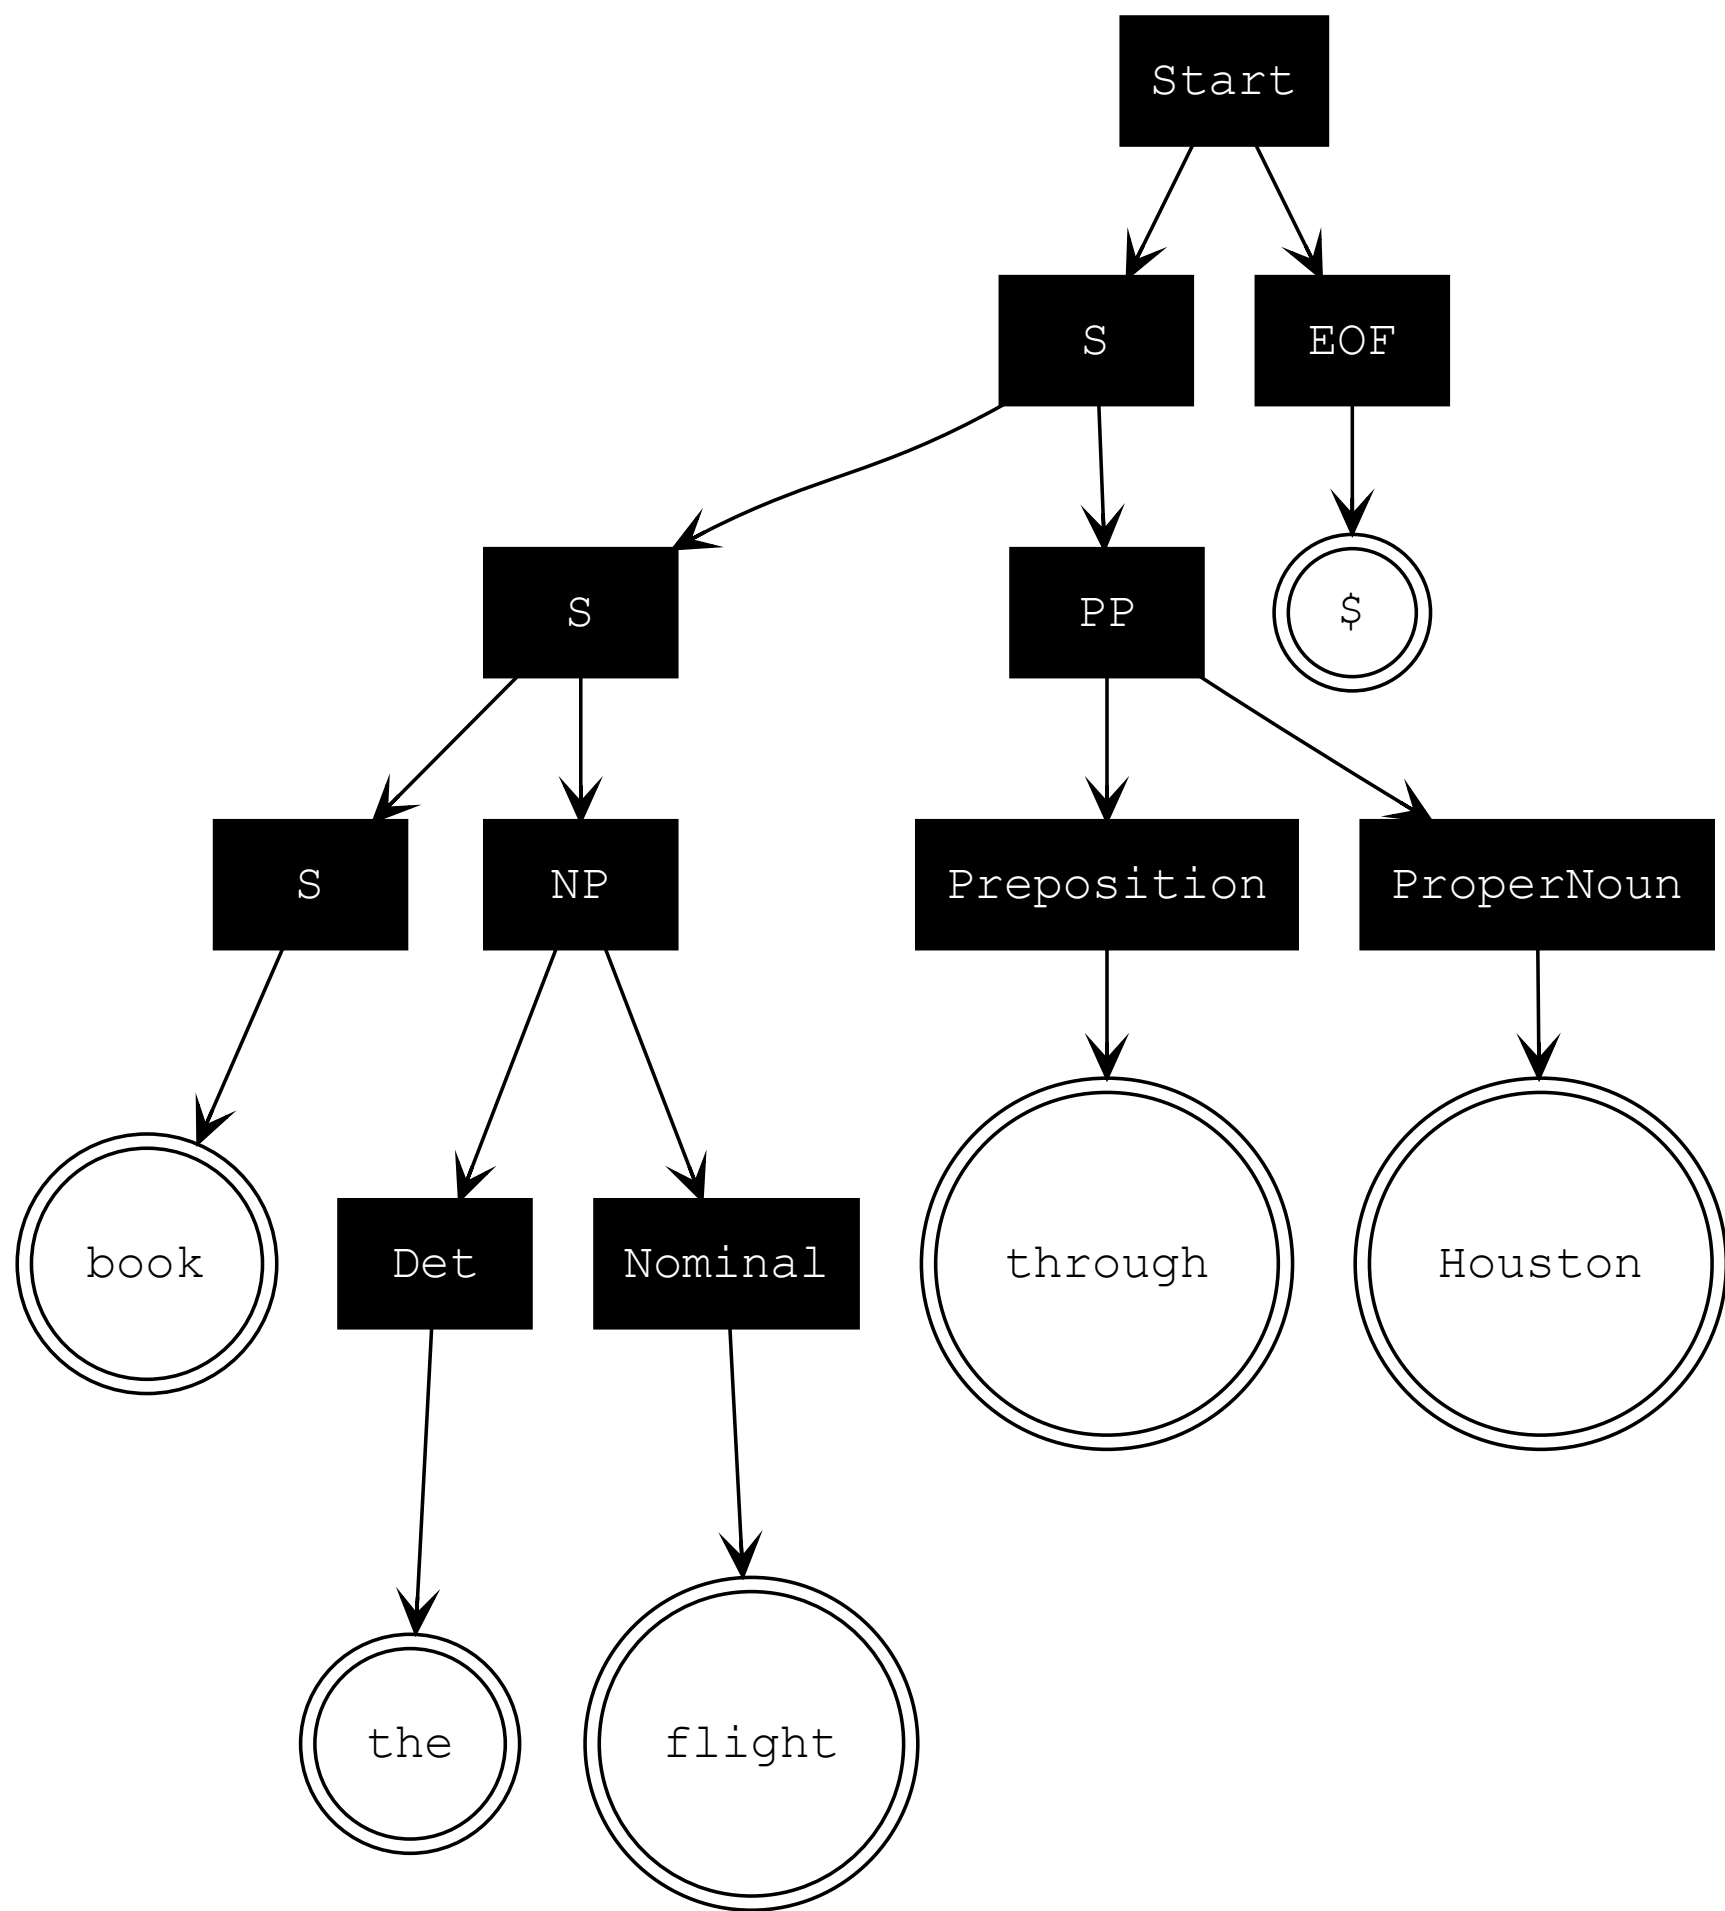 Start
S
EOF
S
PP
$
S
NP
Preposition
ProperNoun
book
Det
Nominal
through
Houston
the
flight